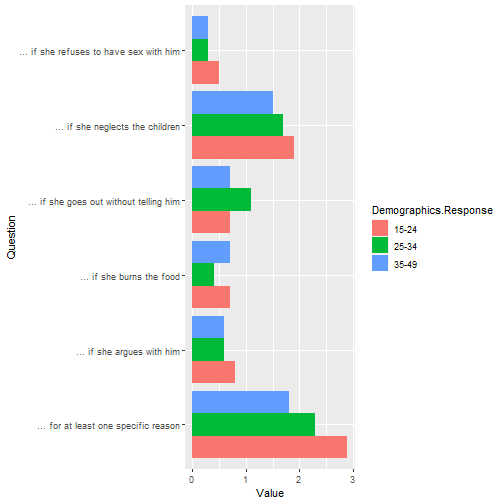 ... if she refuses to have sex with him
... if she neglects the children
... if she goes out without telling him
... if she burns the food
... if she argues with him
... for at least one specific reason
Question
0 1 2 3
Value
Demographics.Response
15-24
25-34
35-49